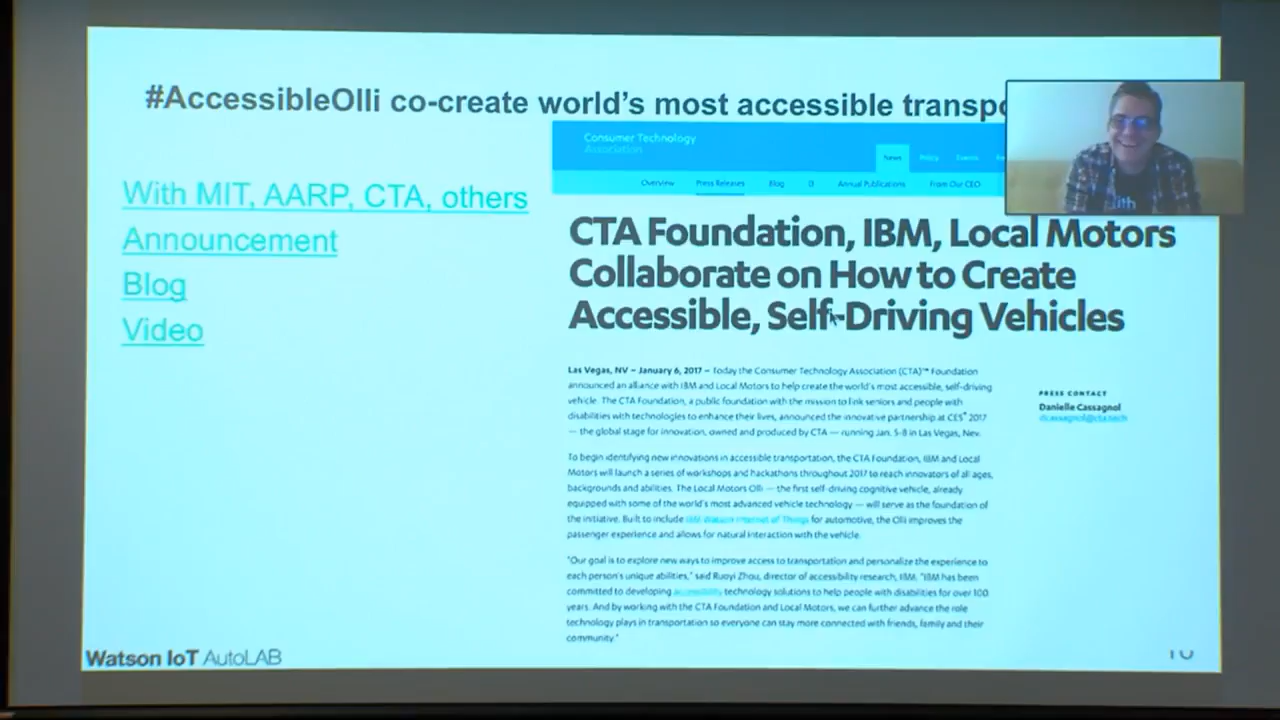 #AccessibleOlli co-create world's most accessible transpo
With MIT, AARP, CTA, others
Announcement
Blog
Video
Consumer Technology
Association
News Policy Events
Overview Press Releases Blog Annual Publications From Our CEO
CTA Foundation, IBM, Local Motors
Collaborate on How to Create
Accessible, Self-Driving Vehicles
Las Vegas, NV – January 6, 2017 – Today the Consumer Technology Association (CTA)™ Foundation
announced an alliance with IBM and Local Motors to help create the world's most accessible, self-driving
vehicle. The CTA Foundation, a public foundation with the mission to link seniors and people with
disabilities with technologies to enhance their lives, announced the innovative partnership at CES® 2017
— the global stage for innovation, owned and produced by CTA — running Jan. 5-8 in Las Vegas, Nev.
To begin identifying new innovations in accessible transportation, the CTA Foundation, IBM and Local
Motors will launch a series of workshops and hackathons throughout 2017 to reach innovators of all ages,
backgrounds and abilities. The Local Motors Olli — the first self-driving cognitive vehicle, already
equipped with some of the world's most advanced vehicle technology — will serve as the foundation of
the initiative. Built to include IBM Watson Internet of Things for automotive, the Olli improves the
passenger experience and allows for natural interaction with the vehicle.
"Our goal is to explore new ways to improve access to transportation and personalize the experience to
each person's unique abilities," said Ruoyi Zhou, director of accessibility research, IBM. "IBM has been
committed to developing accessibility technology solutions to help people with disabilities for over 100
years. And by working with the CTA Foundation and Local Motors, we can further advance the role
technology plays in transportation so everyone can stay more connected with friends, family and their
community."
PRESS CONTACT
Danielle Cassagnol
dcassagnol@cta.tech
Watson IoT AutoLAB